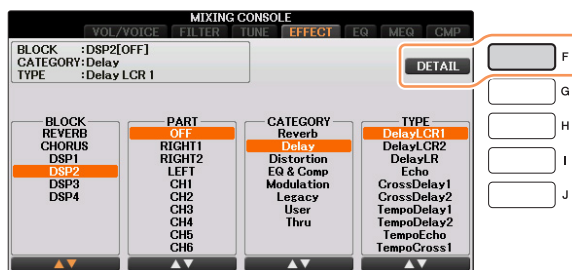 MIXING CONSOLE
VOL/VOICE FILTER TUNE EFFECT EQ MEQ CMP
BLOCK :DSP2[OFF]
CATEGORY:Delay
TYPE :Delay LCR 1
DETAIL
F
G
H
I
J
BLOCK
REVERB
CHORUS
DSP1
DSP2
DSP3
DSP4
PART
OFF
RIGHT1
RIGHT2
LEFT
CH1
CH2
CH3
CH4
CH5
CH6
CATEGORY
Reverb
Delay
Distortion
EQ & Comp
Modulation
Legacy
User
Thru
TYPE
DelayLCR1
DelayLCR2
DelayLR
Echo
CrossDelay1
CrossDelay2
TempoDelay1
TempoDelay2
TempoEcho
TempoCross1